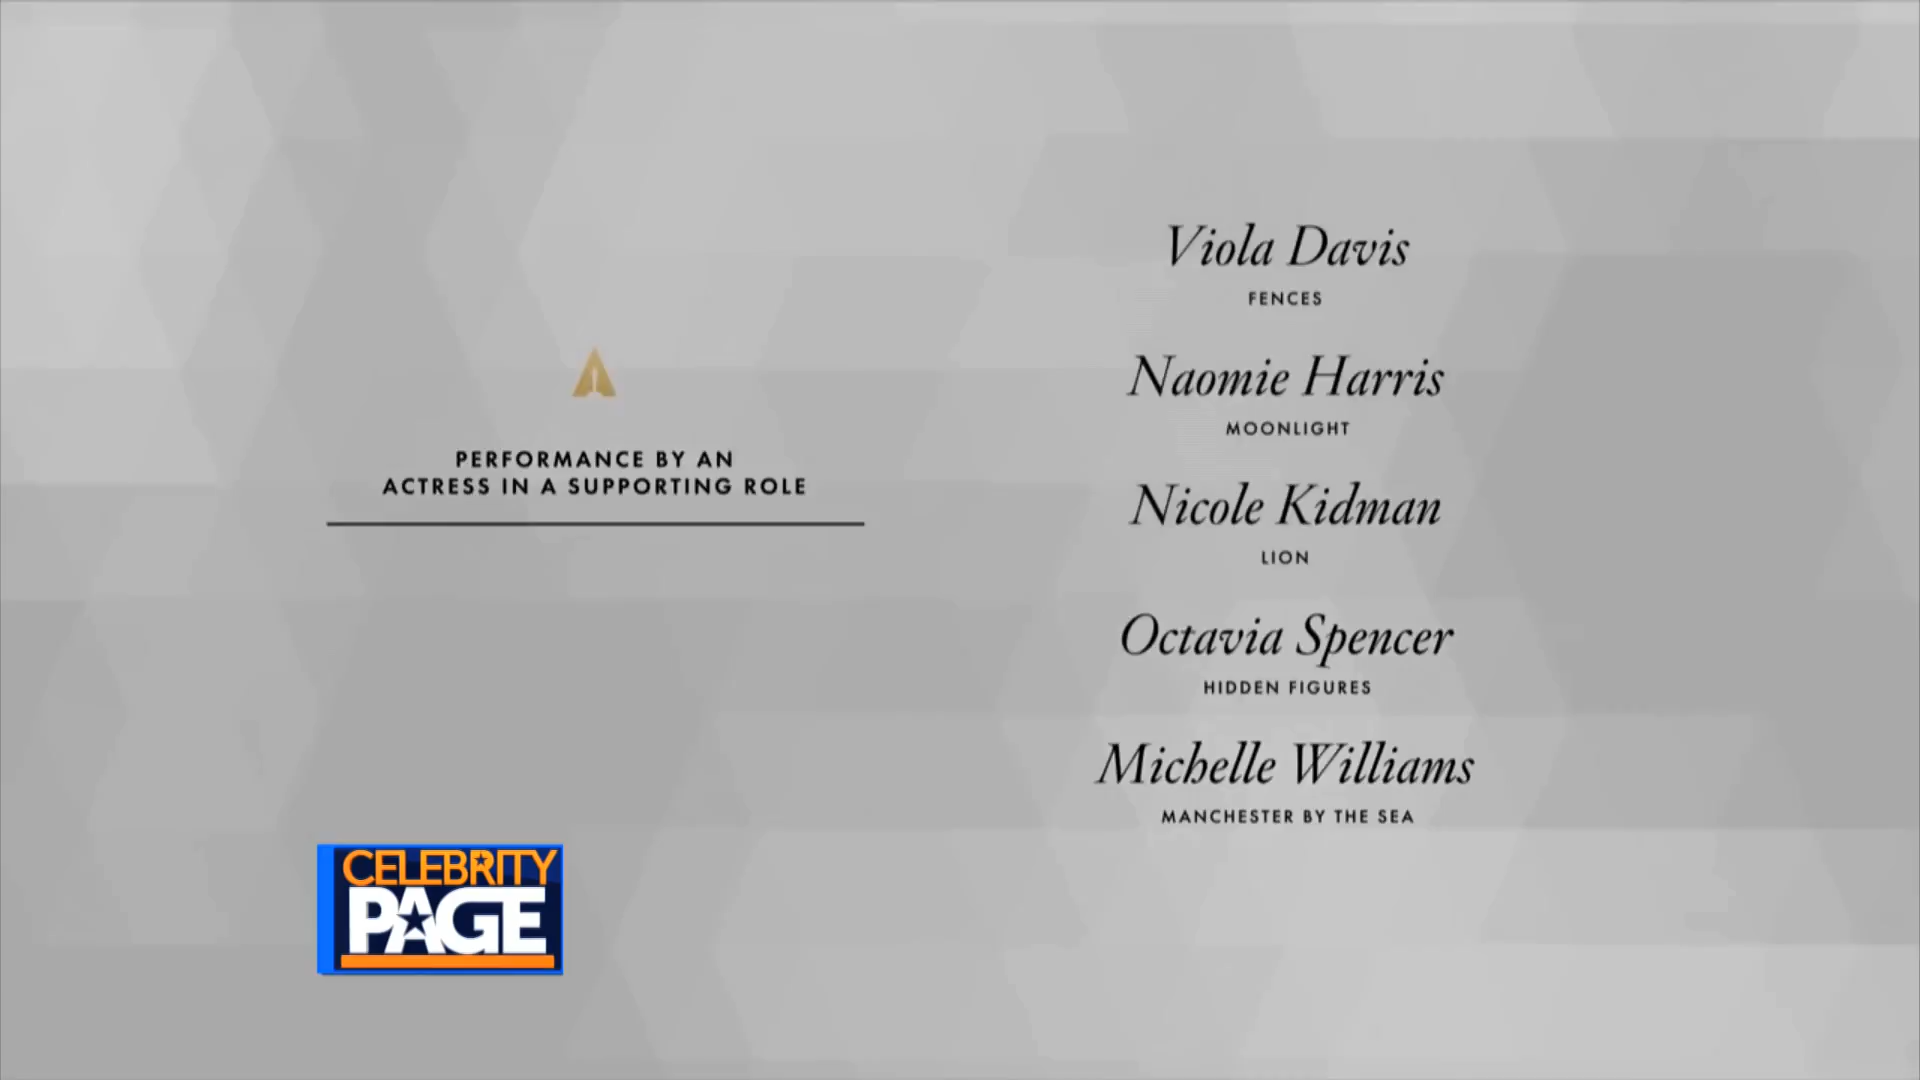 PERFORMANCE BY AN
ACTRESS IN A SUPPORTING ROLE
Viola Davis
FENCES
Naomie Harris
MOONLIGHT
Nicole Kidman
LION
Octavia Spencer
HIDDEN FIGURES
Michelle Williams
MANCHESTER BY THE SEA
CELEBRITY
PAGE